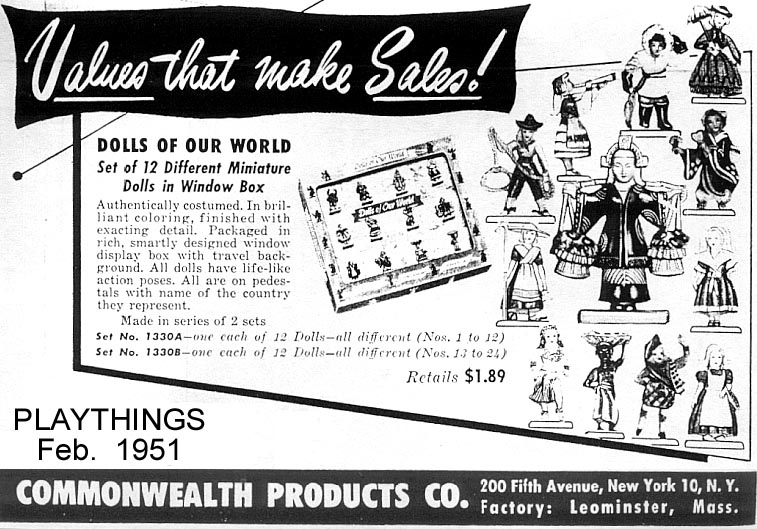 Values that make Sales!
DOLLS OF OUR WORLD
Set of 12 Different Miniature
Dolls in Window Box
Authentically costumed. In bril-
liant coloring, finished with
exacting detail. Packaged in
rich, smartly designed window
display box with travel back-
ground. All dolls have life-like
action poses. All are on pedes-
tals with name of the country
they represent.
Made in series of 2 sets
Set No. 1330A—one each of 12 Dolls—all different (Nos. 1 to 12)
Set No. 1330B—one each of 12 Dolls—all different (Nos. 13 to 24)
Retails $1.89
Dolls of Our World
PLAYTHINGS
Feb. 1951
COMMONWEALTH PRODUCTS CO.
200 Fifth Avenue, New York 10, N. Y.
Factory: Leominster, Mass.